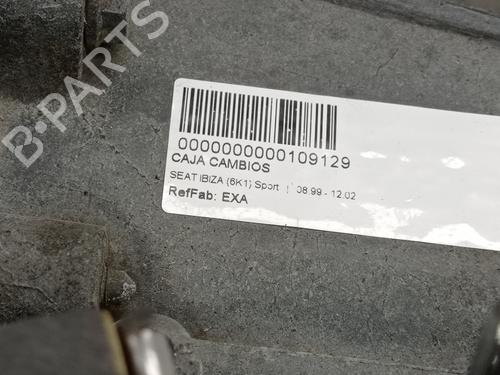 B-PARTS
0000000000109129
CAJA CAMBIOS
SEAT IBIZA (6K1) Sport | 08.99 - 12.02
RefFab: EXA